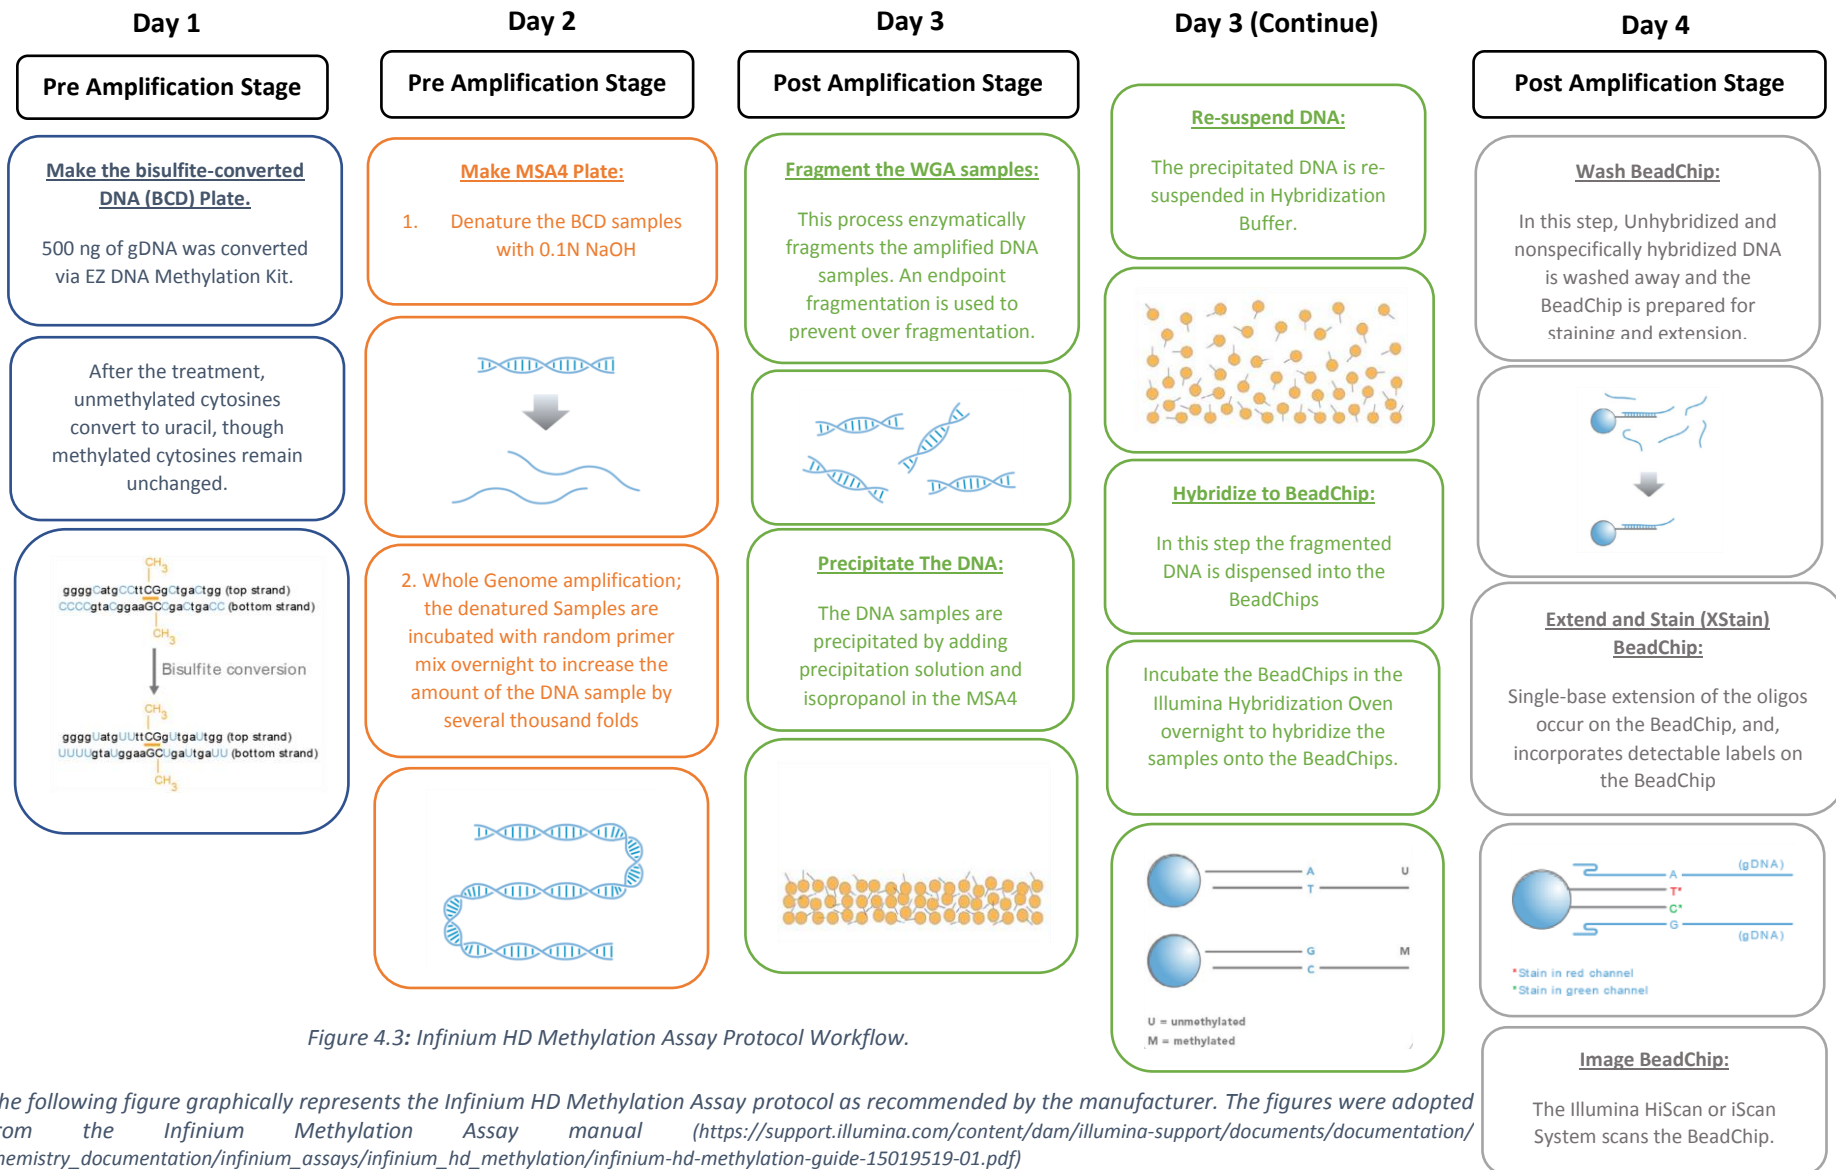 Day 1
Pre Amplification Stage
Make the bisulfite-converted
DNA (BCD) Plate.
500 ng of gDNA was converted
via EZ DNA Methylation Kit.
After the treatment,
unmethylated cytosines
convert to uracil, though
methylated cytosines remain
unchanged.
CH3
ggggCatgCCttCGgCtgaCtgg (top strand)
CCCCgtaCggaaGCCgaCtgaCC (bottom strand)
CH3
Bisulfite conversion
CH3
ggggUatgUUttCGgUtgaUtgg (top strand)
UUUUgtaUggaaGCUgaUtgaUU (bottom strand)
CH3
Day 2
Pre Amplification Stage
Make MSA4 Plate:
1. Denature the BCD samples
with 0.1N NaOH
2. Whole Genome amplification;
the denatured Samples are
incubated with random primer
mix overnight to increase the
amount of the DNA sample by
several thousand folds
Day 3
Post Amplification Stage
Fragment the WGA samples:
This process enzymatically
fragments the amplified DNA
samples. An endpoint
fragmentation is used to
prevent over fragmentation.
Precipitate The DNA:
The DNA samples are
precipitated by adding
precipitation solution and
isopropanol in the MSA4
Day 3 (Continue)
Re-suspend DNA:
The precipitated DNA is re-
suspended in Hybridization
Buffer.
Hybridize to BeadChip:
In this step the fragmented
DNA is dispensed into the
BeadChips
Incubate the BeadChips in the
Illumina Hybridization Oven
overnight to hybridize the
samples onto the BeadChips.
A U
T
G M
C
U = unmethylated
M = methylated
Day 4
Post Amplification Stage
Wash BeadChip:
In this step, Unhybridized and
nonspecifically hybridized DNA
is washed away and the
BeadChip is prepared for
staining and extension.
Extend and Stain (XStain)
BeadChip:
Single-base extension of the oligos
occur on the BeadChip, and,
incorporates detectable labels on
the BeadChip
A (gDNA)
T*
C*
G (gDNA)
*Stain in red channel
*Stain in green channel
Image BeadChip:
The Illumina HiScan or iScan
System scans the BeadChip.
Figure 4.3: Infinium HD Methylation Assay Protocol Workflow.
he following figure graphically represents the Infinium HD Methylation Assay protocol as recommended by the manufacturer. The figures were adopted
rom the Infinium Methylation Assay manual (https://support.illumina.com/content/dam/illumina-support/documents/documentation/
hemistry_documentation/infinium_assays/infinium_hd_methylation/infinium-hd-methylation-guide-15019519-01.pdf)